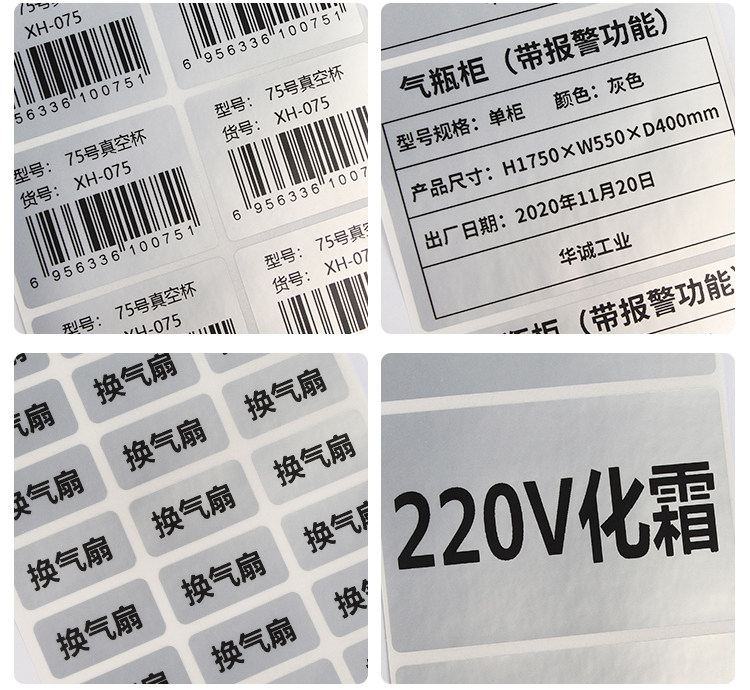 XH-075
6 956336 100751
6 956336 100751
型号： 75号真空杯
货号： XH-075
6 956336 100751
型号： 75号真空杯
货号： XH-075
6 956336 1007
型号： 75号真空杯
货号： XH-075
型号： 75号真空杯
货号： XH-07
气瓶柜（带报警功能）
型号规格：单柜 颜色：灰色
产品尺寸：H1750×W550×D400mm
出厂日期：2020年11月20日
华诚工业
气瓶柜（带报警功能）
换气扇
换气扇
气扇
换气扇
换气扇
换气扇
换气扇
换气扇
换气
换气扇
换气扇
换
换气扇
换气扇
220V化霜